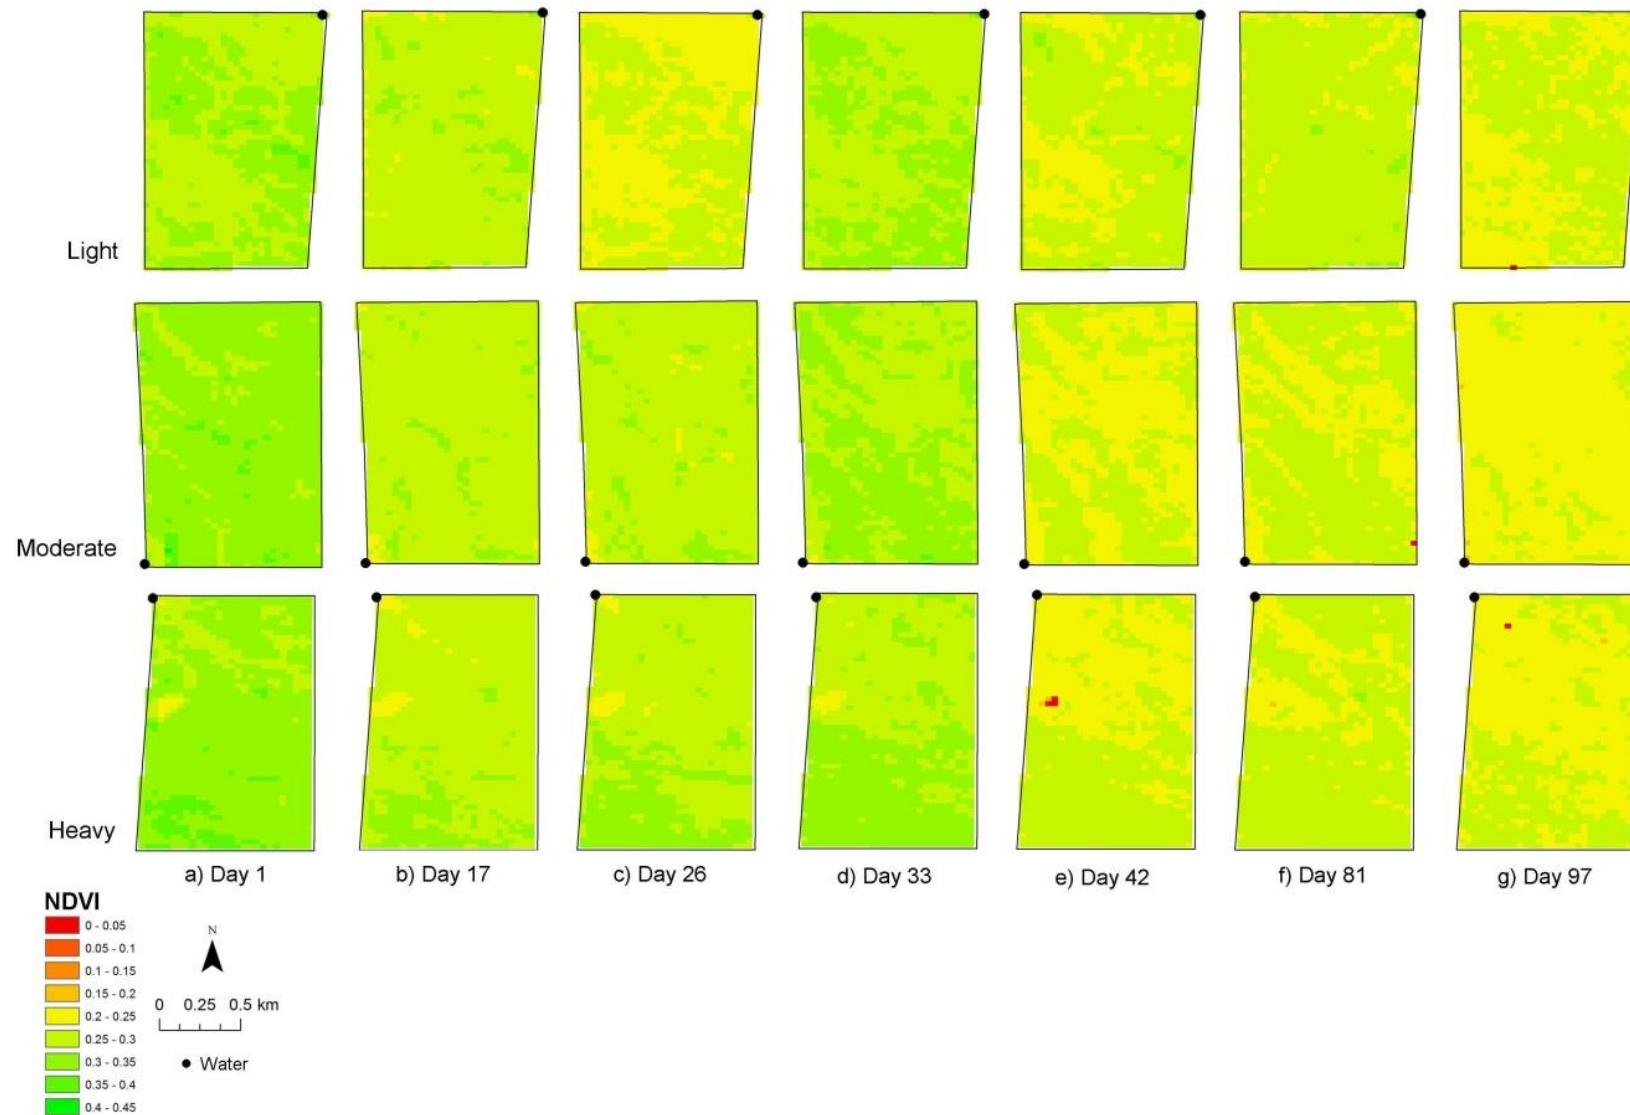 Light
Moderate
Heavy
a) Day 1
b) Day 17
c) Day 26
d) Day 33
e) Day 42
f) Day 81
g) Day 97
NDVI
0 - 0.05
0.05 - 0.1
0.1 - 0.15
0.15 - 0.2
0.2 - 0.25
0.25 - 0.3
0.3 - 0.35
0.35 - 0.4
0.4 - 0.45
N
0 0.25 0.5 km
Water